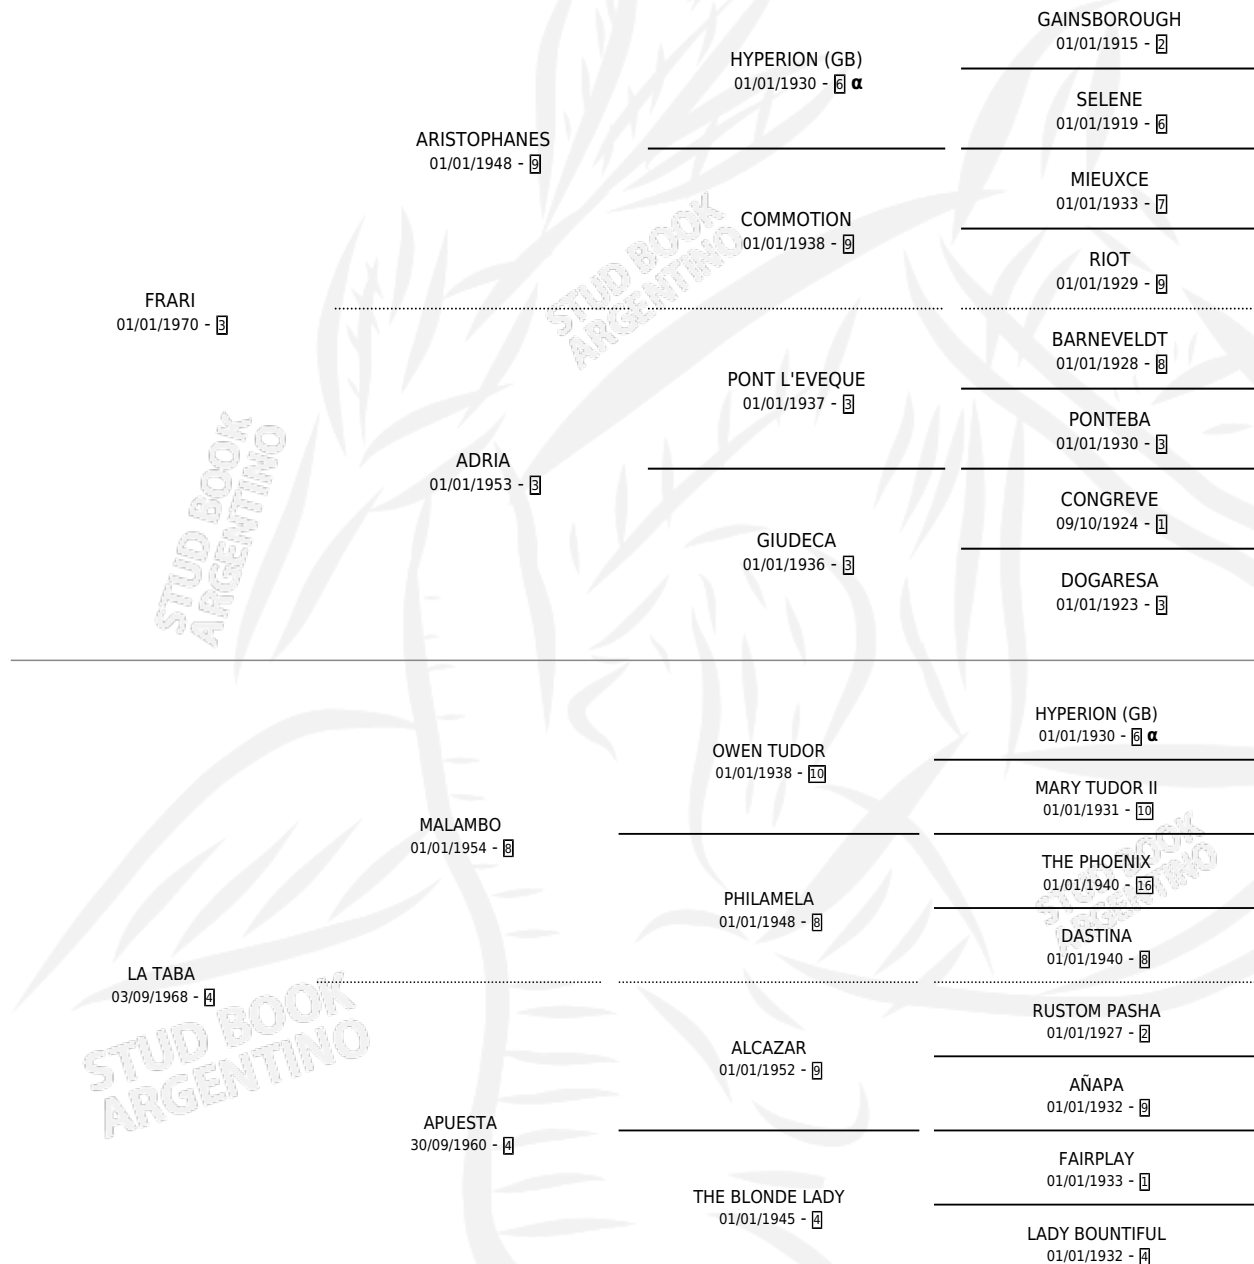 GAINSBOROUGH
01/01/1915 - 2
HYPERION (GB)
01/01/1930 - 6 α
SELENE
01/01/1919 - 6
ARISTOPHANES
01/01/1948 - 9
MIEUXCE
01/01/1933 - 7
COMMOTION
01/01/1938 - 9
RIOT
01/01/1929 - 9
FRARI
01/01/1970 - 3
BARNEVELDT
01/01/1928 - 8
PONT L'EVEQUE
01/01/1937 - 3
PONTEBA
01/01/1930 - 3
ADRIA
01/01/1953 - 3
CONGREVE
09/10/1924 - 1
GIUDECA
01/01/1936 - 3
DOGARESA
01/01/1923 - 3
STUD BOOK
ARGENTINO
STUD BOOK
ARGENTINO
HYPERION (GB)
01/01/1930 - 6 α
OWEN TUDOR
01/01/1938 - 10
MARY TUDOR II
01/01/1931 - 10
MALAMBO
01/01/1954 - 8
THE PHOENIX
01/01/1940 - 16
PHILAMELA
01/01/1948 - 8
DASTINA
01/01/1940 - 8
LA TABA
03/09/1968 - 4
RUSTOM PASHA
01/01/1927 - 2
ALCAZAR
01/01/1952 - 9
AÑAPA
01/01/1932 - 9
APUESTA
30/09/1960 - 4
FAIRPLAY
01/01/1933 - 1
THE BLONDE LADY
01/01/1945 - 4
LADY BOUNTIFUL
01/01/1932 - 4
STUD BOOK
ARGENTINO
STUD BOOK
ARGENTINO